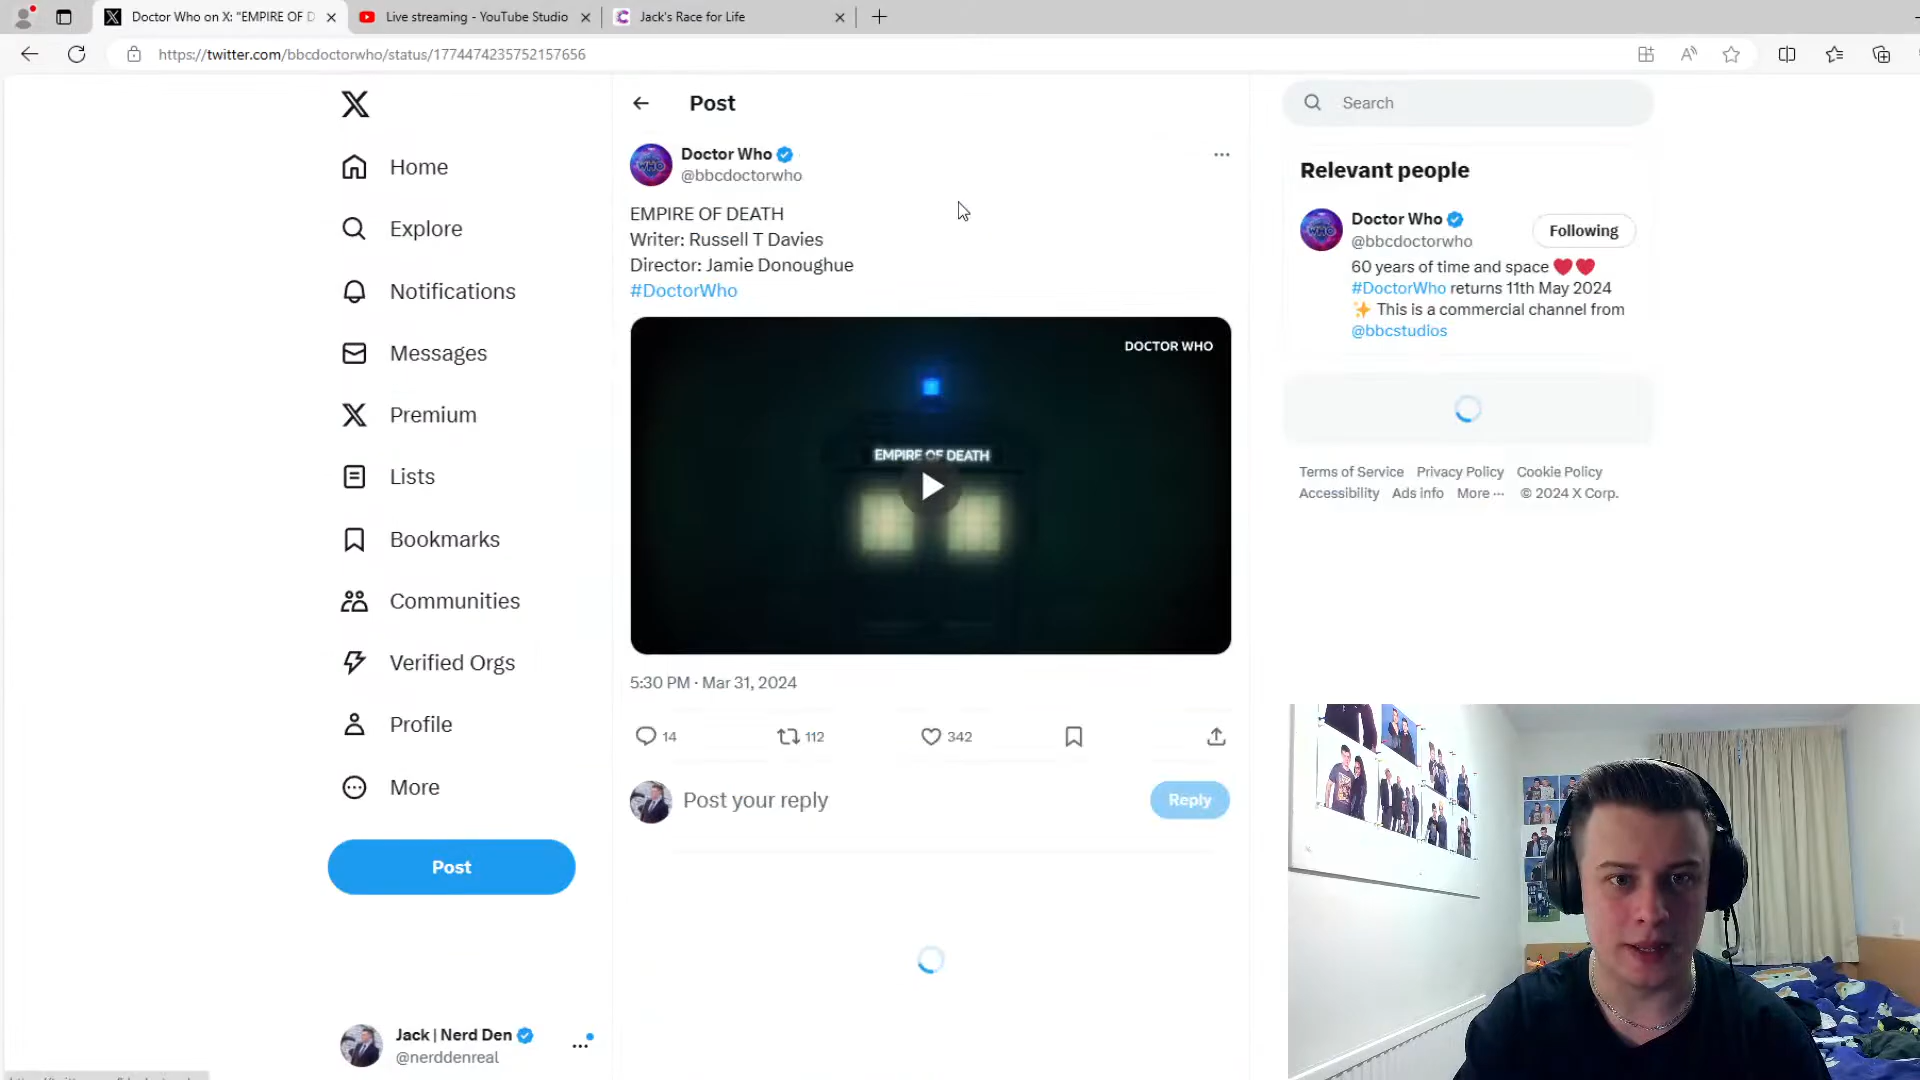 Doctor Who on X: "EMPIRE OF D
Live streaming - YouTube Studio
Jack's Race for Life
https://twitter.com/bbcdoctorwho/status/1774474235752157656
Home
Explore
Notifications
Messages
Premium
Lists
Bookmarks
Communities
Verified Orgs
Profile
More
Post
Jack | Nerd Den
@nerddenreal
Post
Doctor Who
@bbcdoctorwho
EMPIRE OF DEATH
Writer: Russell T Davies
Director: Jamie Donoughue
#DoctorWho
DOCTOR WHO
EMPIRE OF DEATH
5:30 PM · Mar 31, 2024
14 112 342
Post your reply
Reply
Search
Relevant people
Doctor Who
@bbcdoctorwho
Following
60 years of time and space ❤️❤️
#DoctorWho returns 11th May 2024
✨ This is a commercial channel from
@bbcstudios
Terms of Service Privacy Policy Cookie Policy
Accessibility Ads info More ··· © 2024 X Corp.